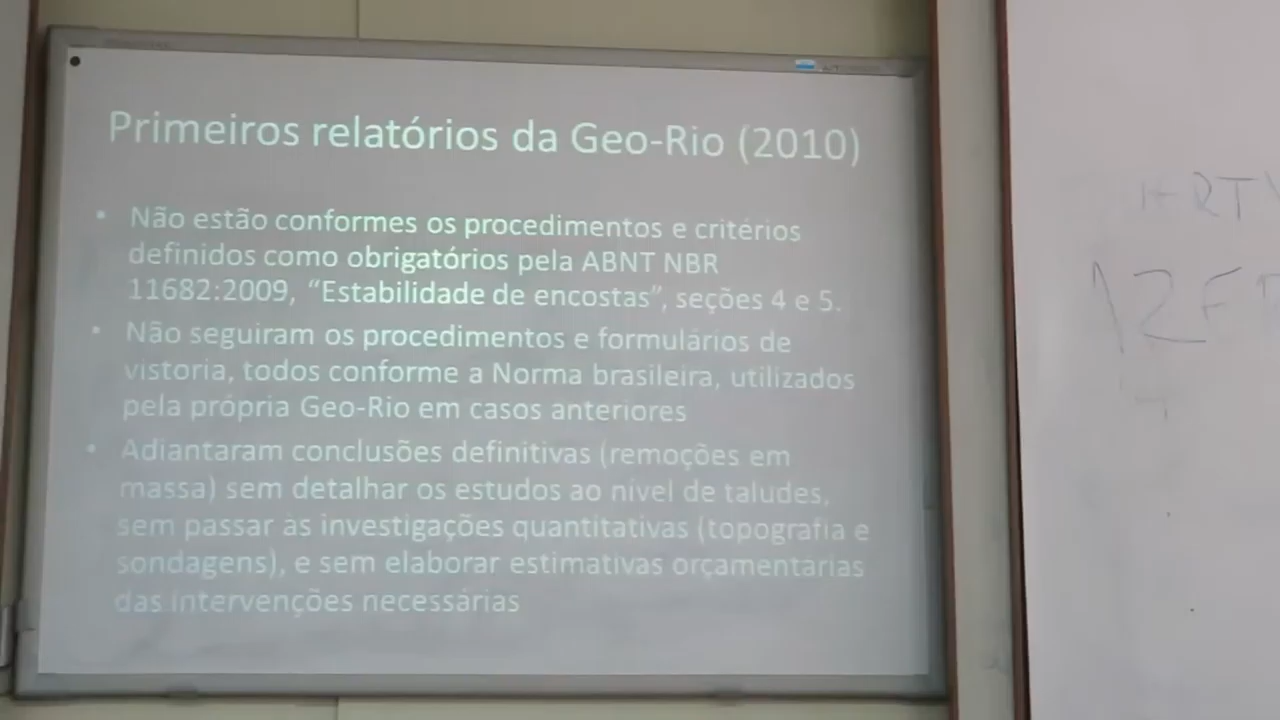 Primeiros relatórios da Geo-Rio (2010)
• Não estão conformes os procedimentos e critérios
definidos como obrigatórios pela ABNT NBR
11682:2009, “Estabilidade de encostas”, seções 4 e 5.
• Não seguiram os procedimentos e formulários de
vistoria, todos conforme a Norma brasileira, utilizados
pela própria Geo-Rio em casos anteriores
• Adiantaram conclusões definitivas (remoções em
massa) sem detalhar os estudos ao nível de taludes,
sem passar às investigações quantitativas (topografia e
sondagens), e sem elaborar estimativas orçamentárias
das intervenções necessárias